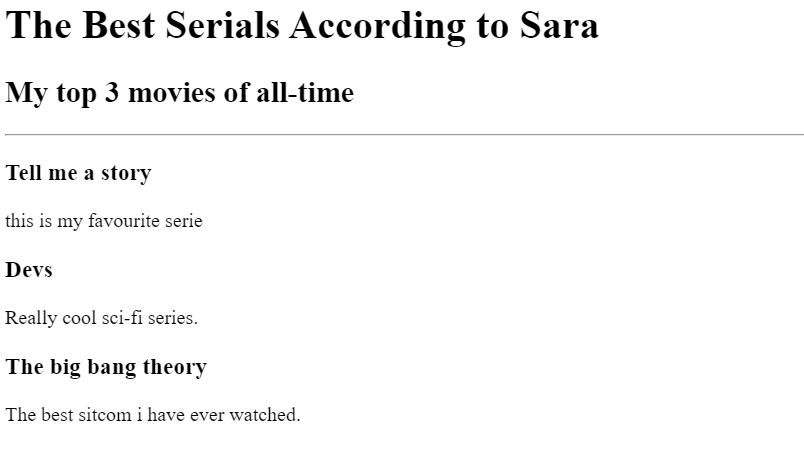 The Best Serials According to Sara
My top 3 movies of all-time
Tell me a story
this is my favourite serie
Devs
Really cool sci-fi series.
The big bang theory
The best sitcom i have ever watched.